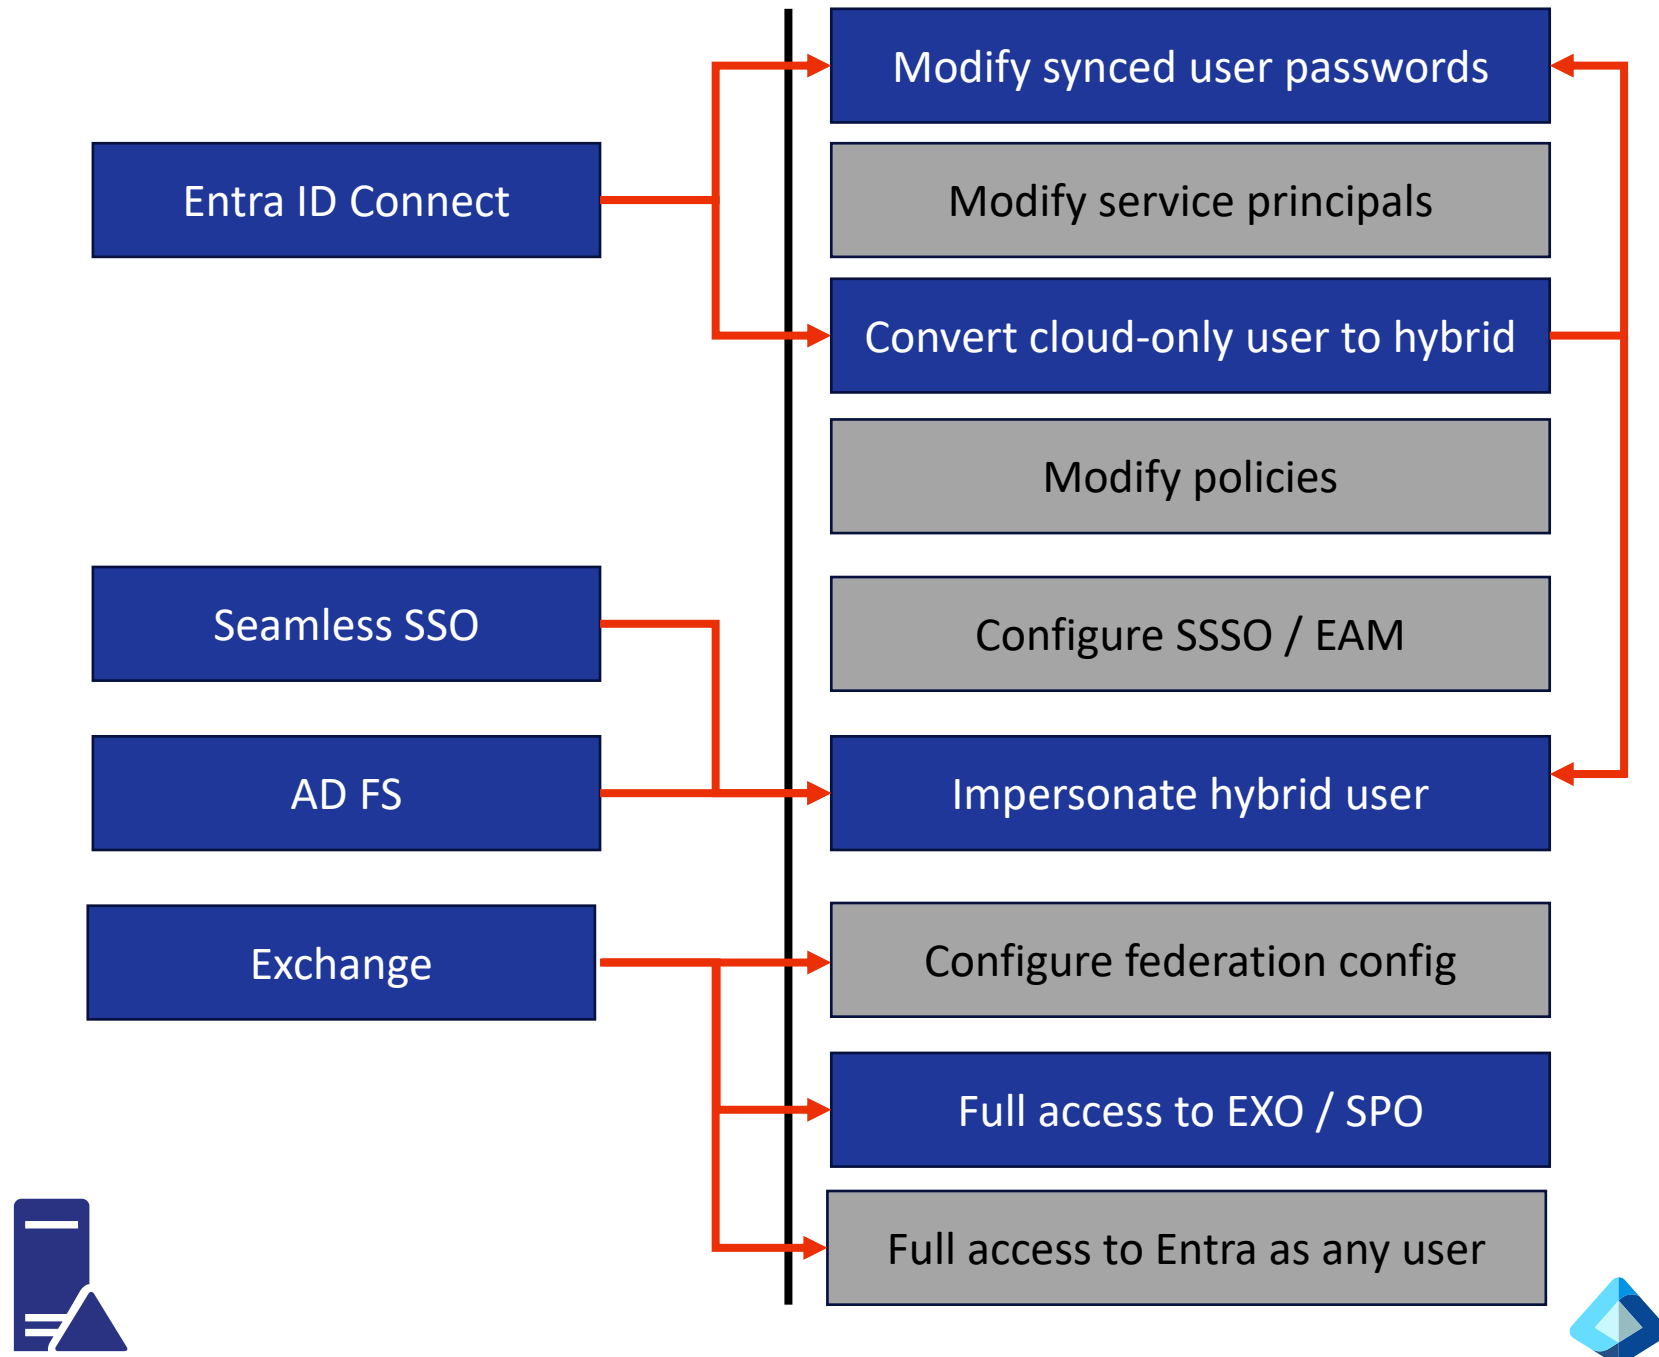 Modify synced user passwords
Entra ID Connect
Modify service principals
Convert cloud-only user to hybrid
Modify policies
Seamless SSO
Configure SSSO / EAM
AD FS
Impersonate hybrid user
Exchange
Configure federation config
Full access to EXO / SPO
Full access to Entra as any user